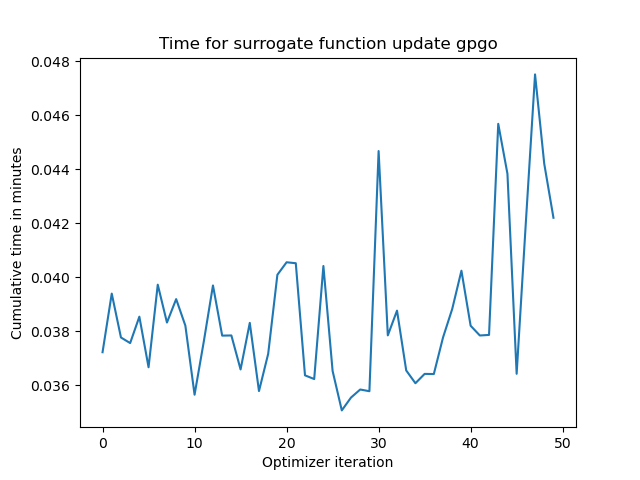 Time for surrogate function update gpgo
0.048
0.046
0.044
0.042
0.040
0.038
0.036
Cumulative time in minutes
0 10 20 30 40 50
Optimizer iteration